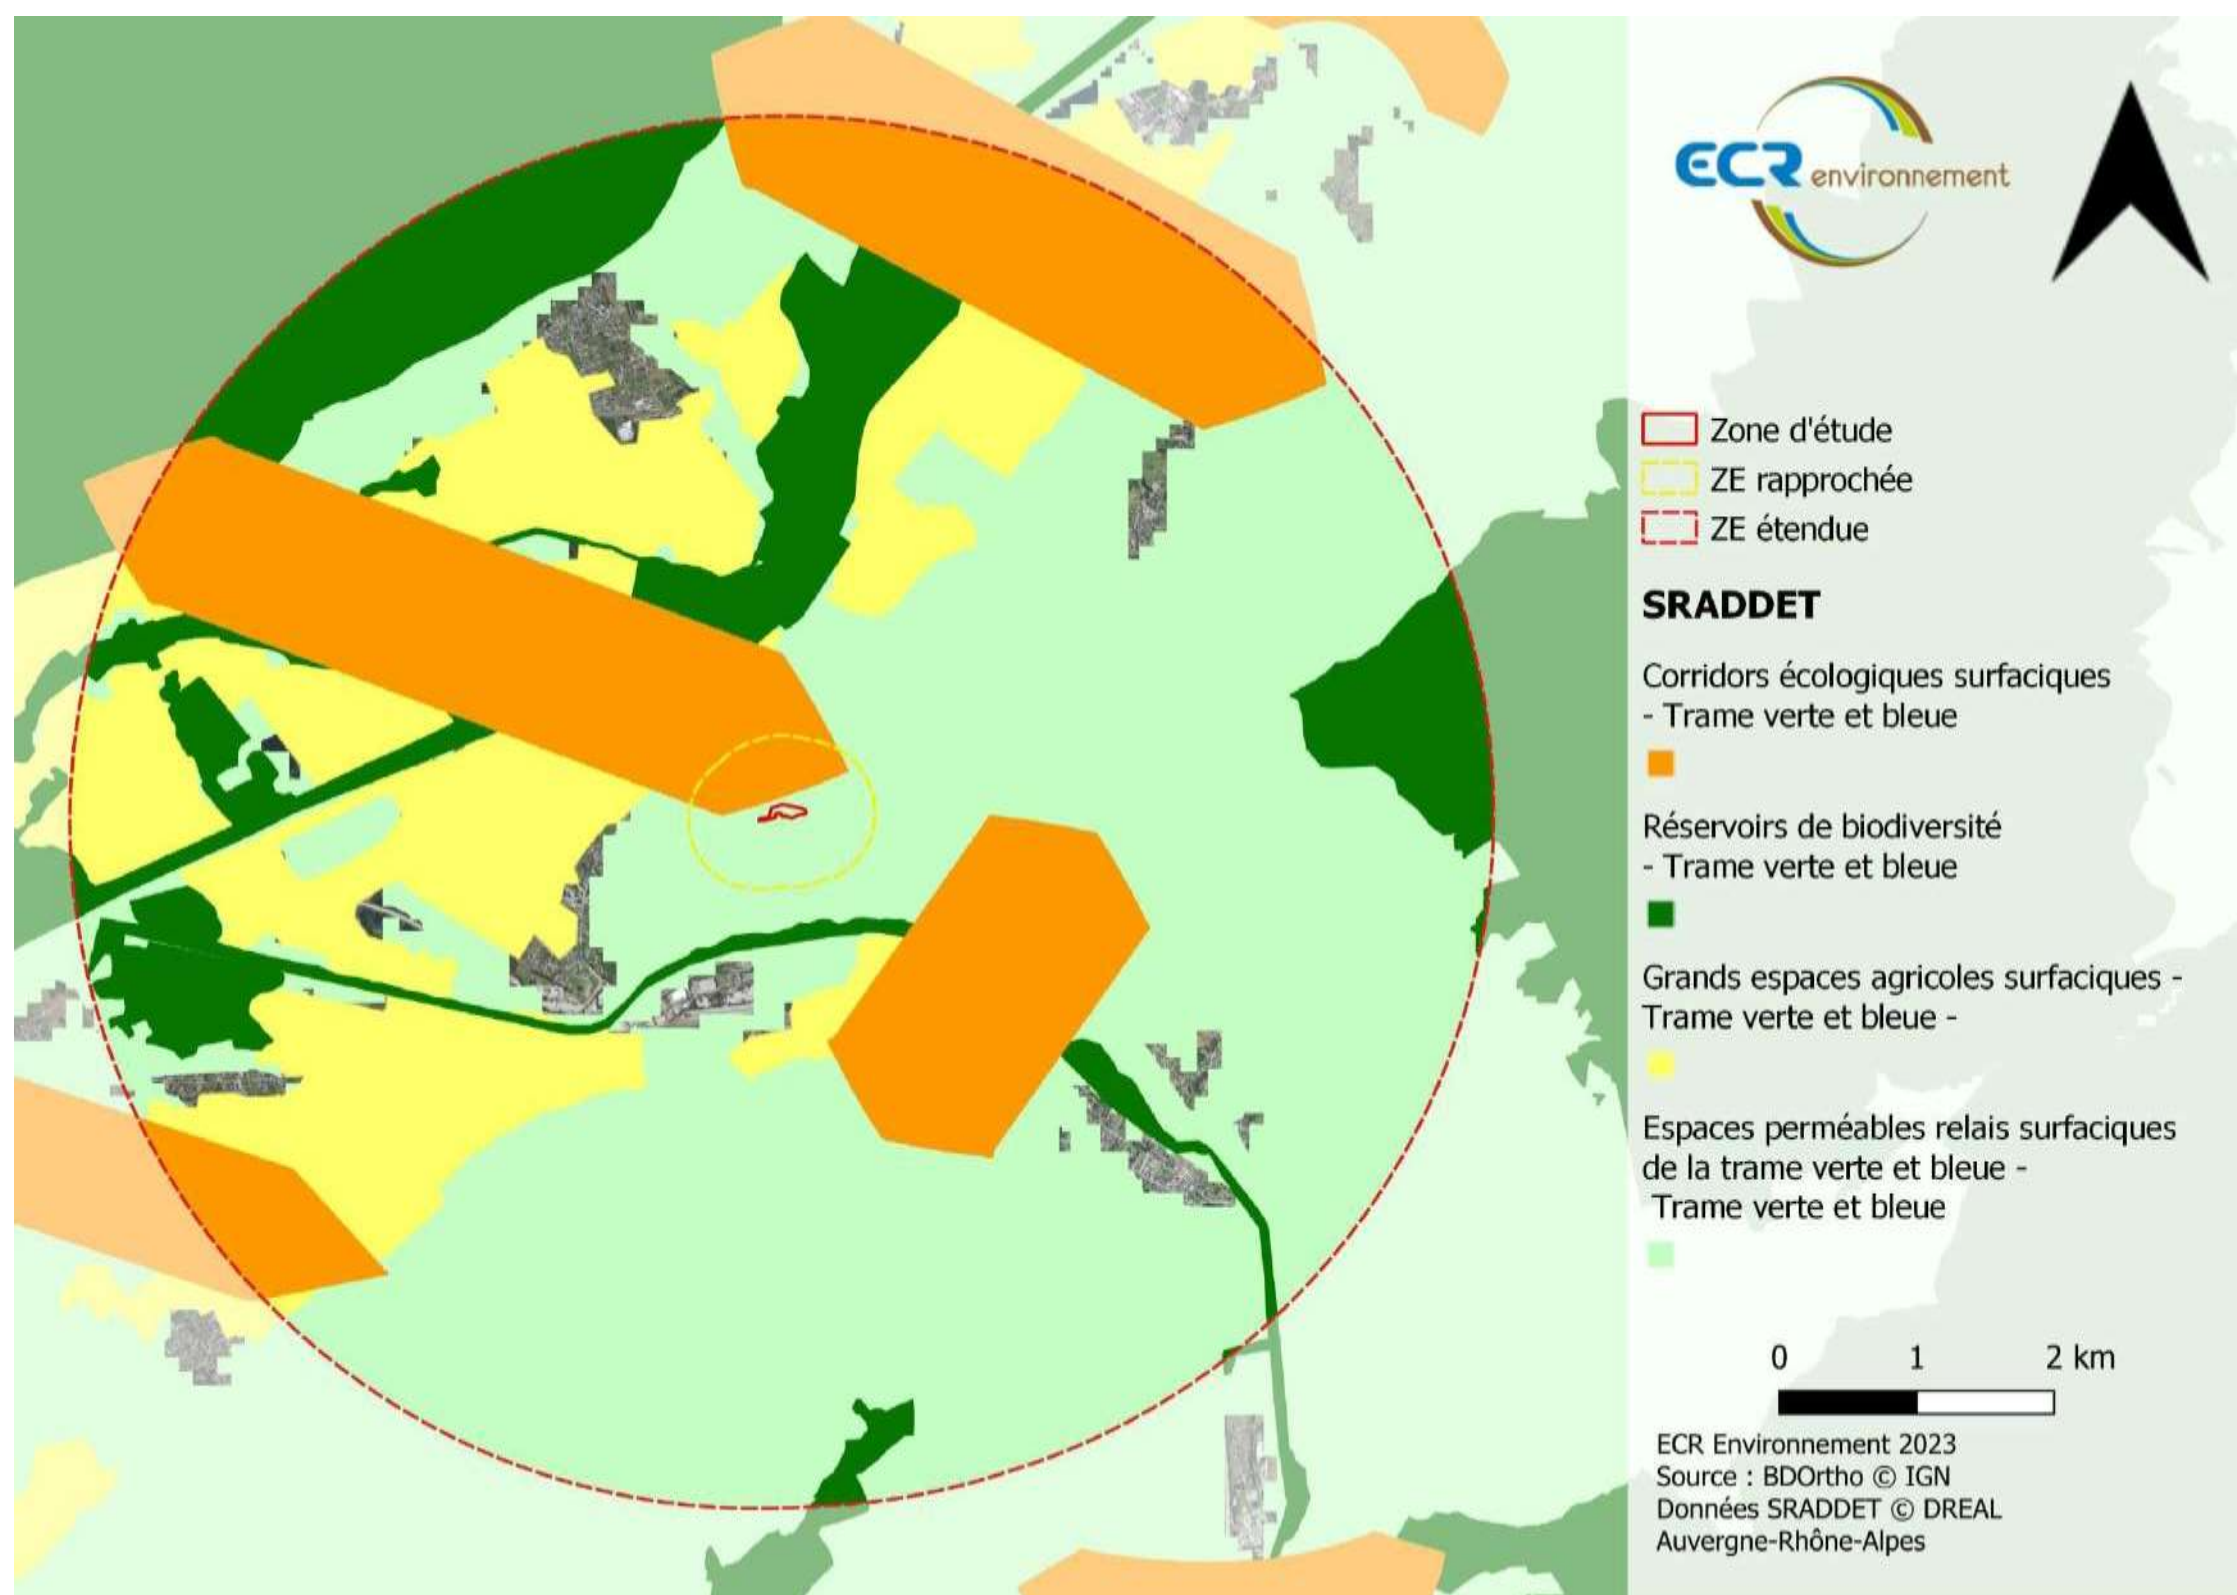 ECR environnement
Zone d'étude
ZE rapprochée
ZE étendue
SRADDET
Corridors écologiques surfaciques
- Trame verte et bleue
Réservoirs de biodiversité
- Trame verte et bleue
Grands espaces agricoles surfaciques -
Trame verte et bleue -
Espaces perméables relais surfaciques
de la trame verte et bleue -
Trame verte et bleue
0 1 2 km
ECR Environnement 2023
Source : BDOrtho © IGN
Données SRADDET © DREAL
Auvergne-Rhône-Alpes